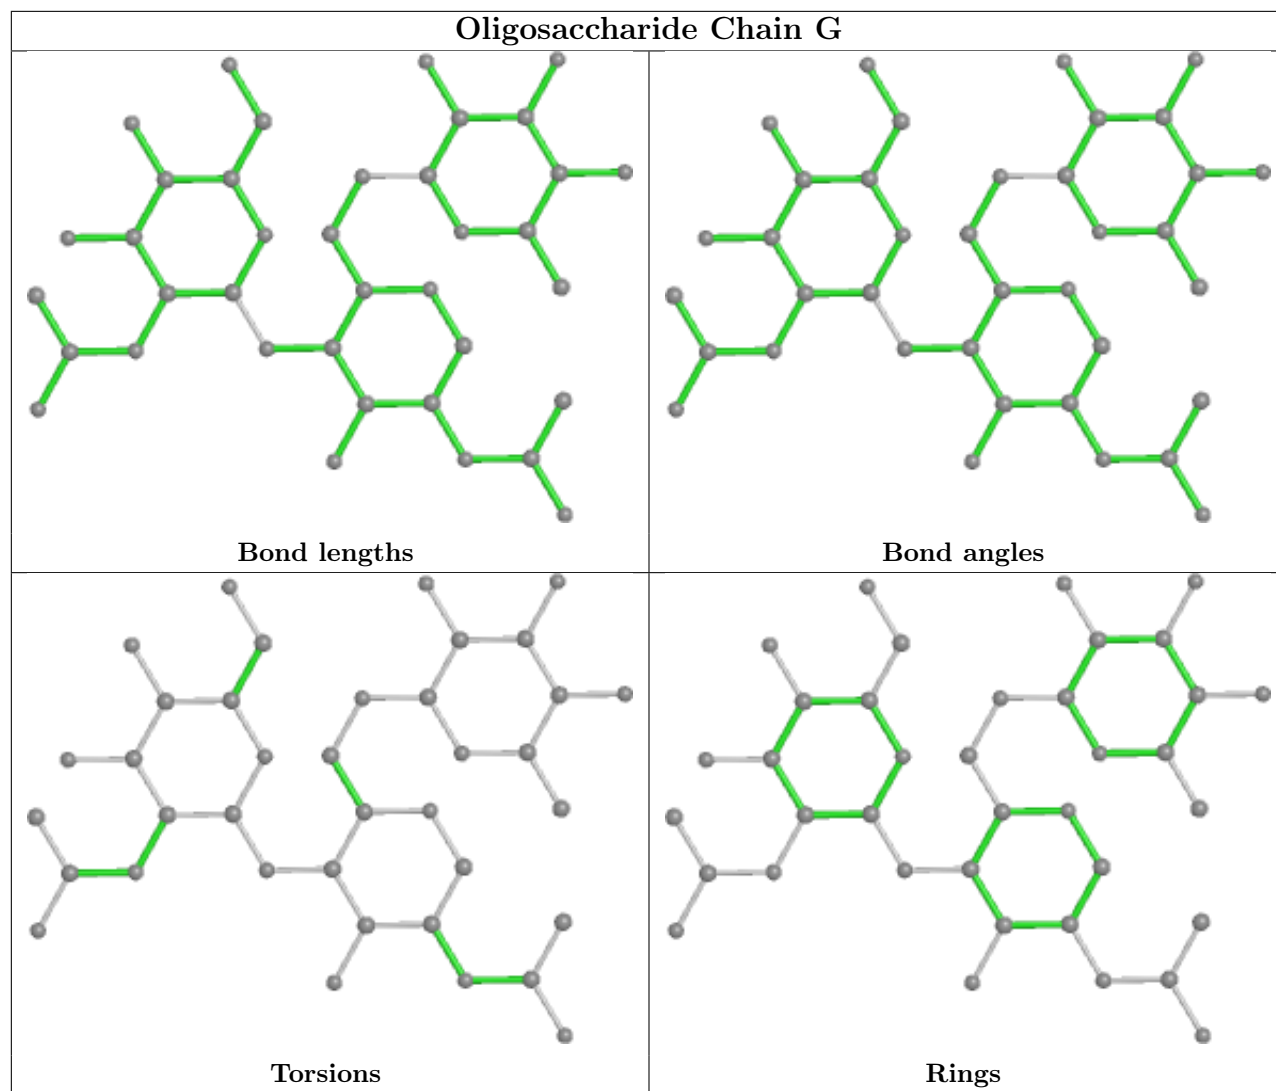 Oligosaccharide Chain G
Bond lengths
Bond angles
Torsions
Rings